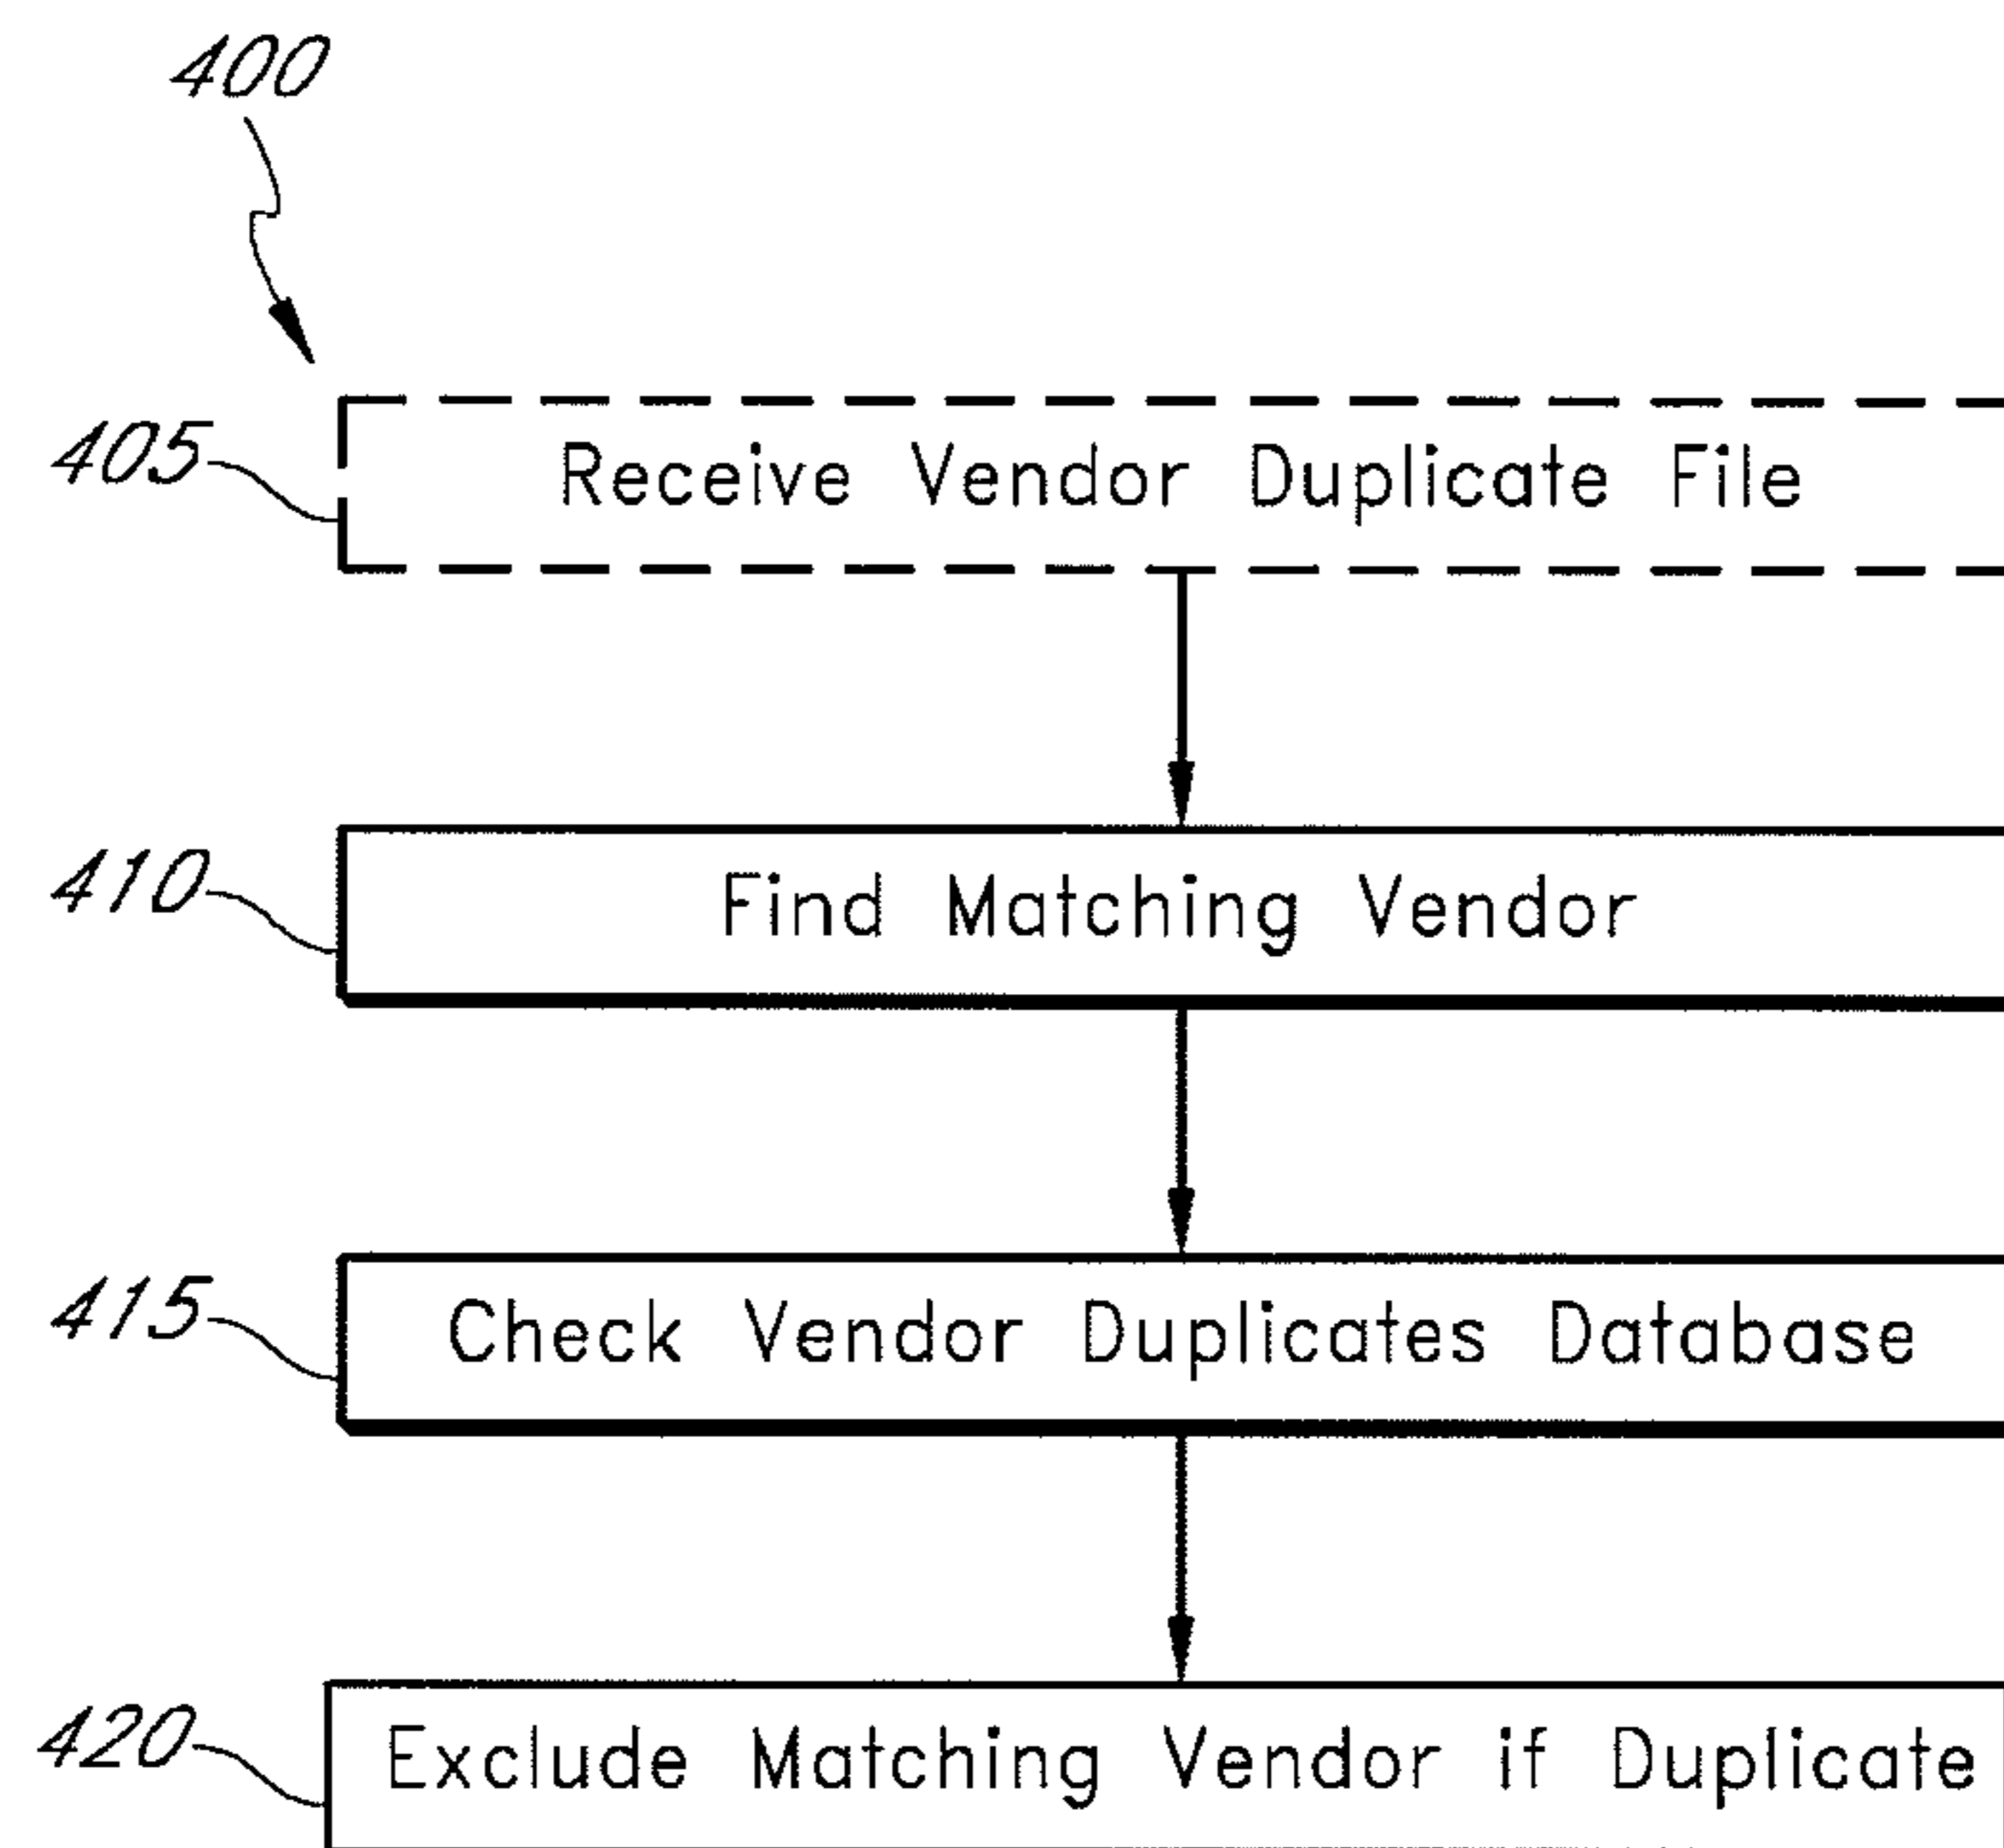 400
405
Receive Vendor Duplicate File
410
Find Matching Vendor
415
Check Vendor Duplicates Database
420
Exclude Matching Vendor if Duplicate